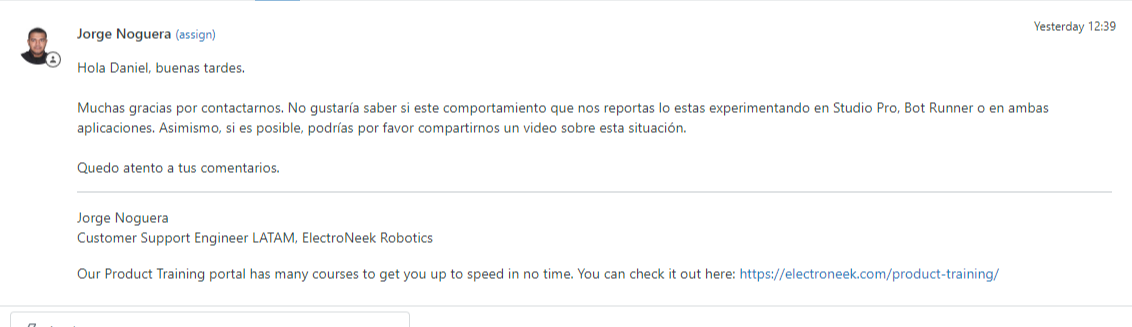 Jorge Noguera (assign)
Yesterday 12:39
Hola Daniel, buenas tardes.
Muchas gracias por contactarnos. No gustaría saber si este comportamiento que nos reportas lo estas experimentando en Studio Pro, Bot Runner o en ambas
aplicaciones. Asimismo, si es posible, podrías por favor compartirnos un video sobre esta situación.
Quedo atento a tus comentarios.
Jorge Noguera
Customer Support Engineer LATAM, ElectroNeek Robotics
Our Product Training portal has many courses to get you up to speed in no time. You can check it out here: https://electroneek.com/product-training/